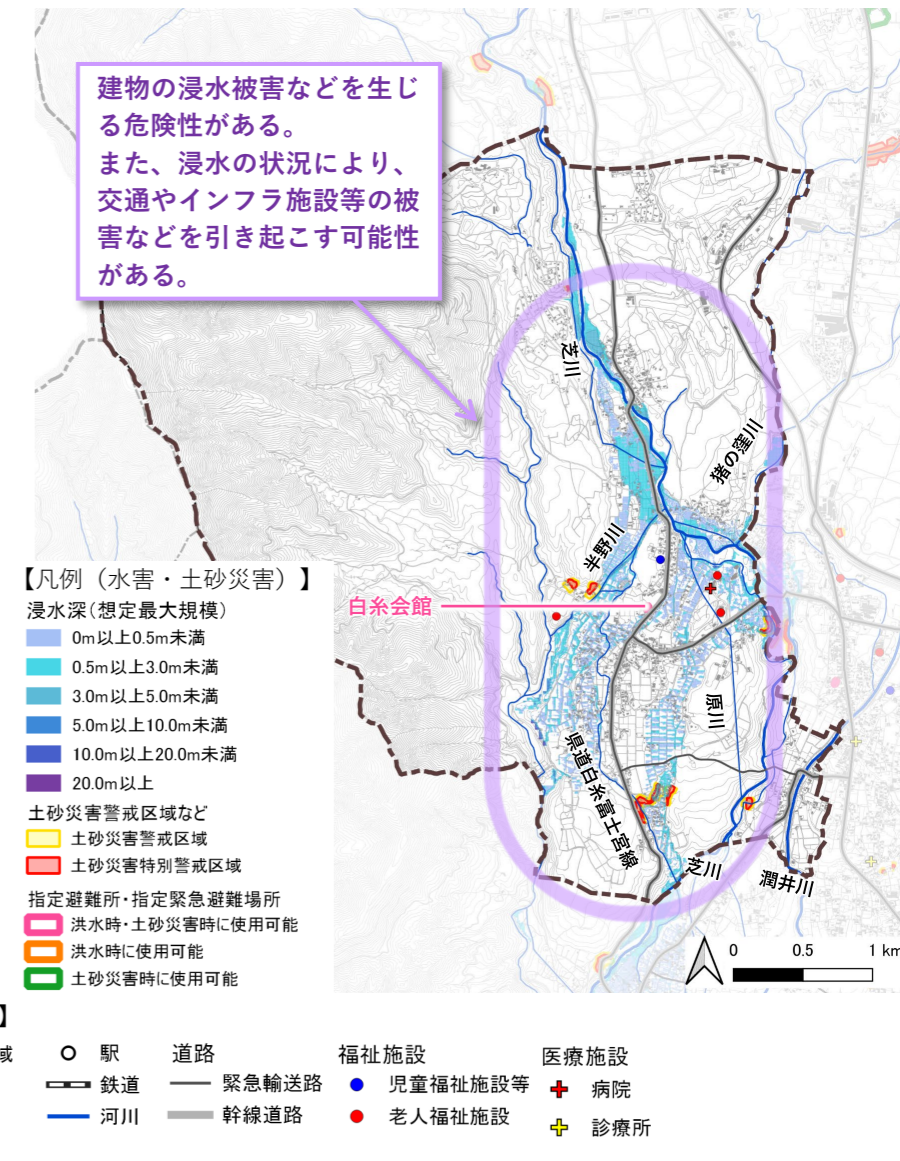 建物の浸水被害などを生じ
る危険性がある。
また、浸水の状況により、
交通やインフラ施設等の被
害などを引き起こす可能性
がある。
芝川
猪の窪川
半野川
白糸会館
原川
県道白糸富士宮線
芝川
潤井川
【凡例（水害・土砂災害）】
浸水深(想定最大規模)
0m以上0.5m未満
0.5m以上3.0m未満
3.0m以上5.0m未満
5.0m以上10.0m未満
10.0m以上20.0m未満
20.0m以上
土砂災害警戒区域など
土砂災害警戒区域
土砂災害特別警戒区域
指定避難所・指定緊急避難場所
洪水時・土砂災害時に使用可能
洪水時に使用可能
土砂災害時に使用可能
0 0.5 1 km
】
域
駅
鉄道
河川
道路
緊急輸送路
幹線道路
福祉施設
児童福祉施設等
老人福祉施設
医療施設
病院
診療所